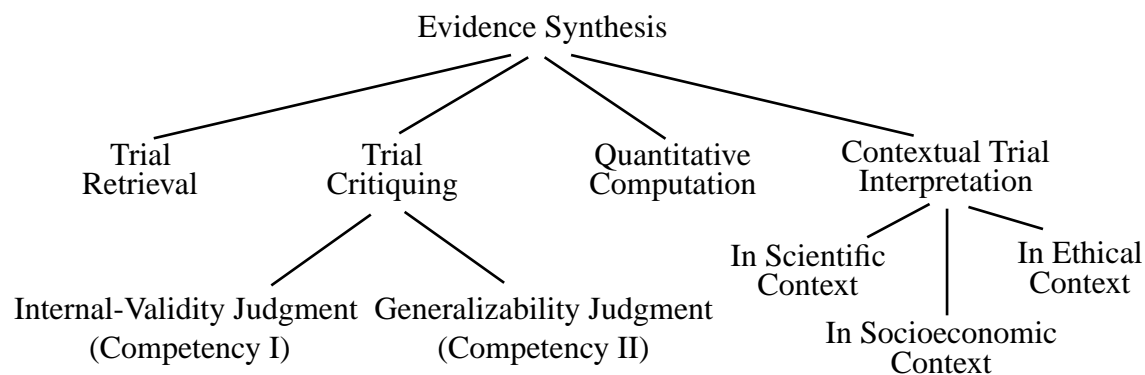 Evidence Synthesis
Trial
Retrieval
Trial
Critiquing
Quantitative
Computation
Contextual Trial
Interpretation
In Scientific
Context
In Ethical
Context
In Socioeconomic
Context
Internal-Validity Judgment
(Competency I)
Generalizability Judgment
(Competency II)